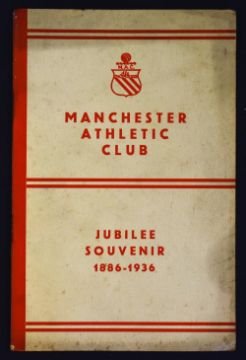 M.A.C.
MANCHESTER
ATHLETIC
CLUB
JUBILEE
SOUVENIR
1886-1936